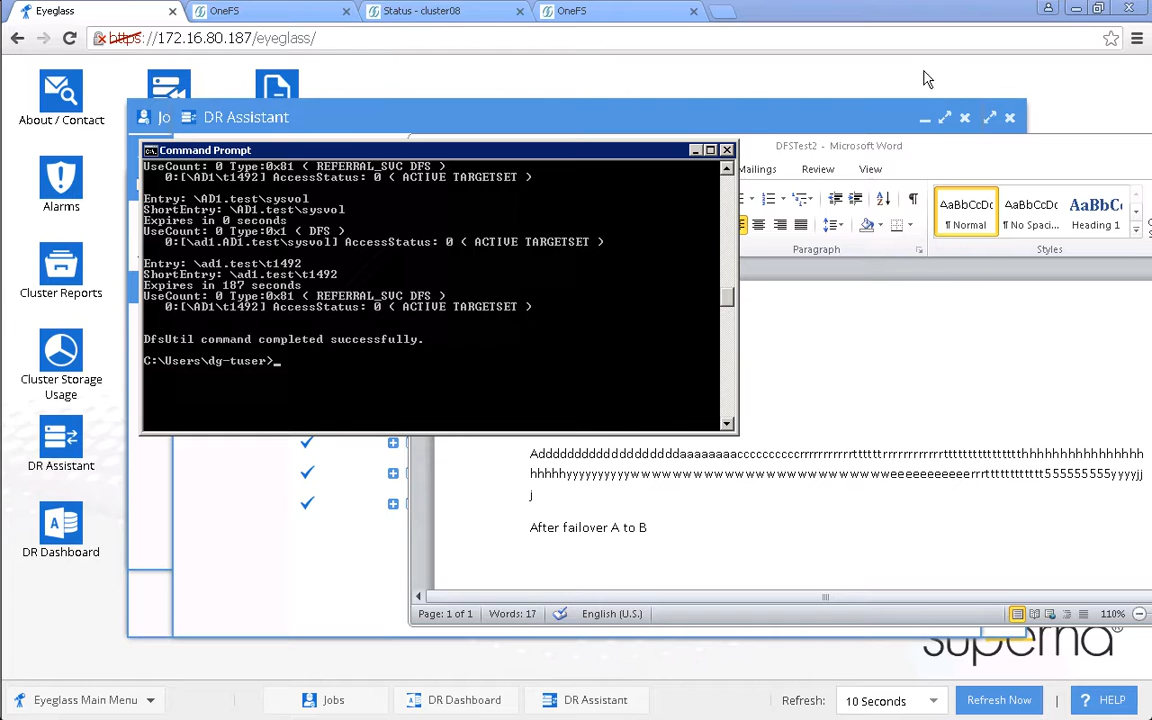 Eyeglass
OneFS
Status - cluster08
OneFS
https://172.16.80.187/eyeglass/
About / Contact
Alarms
Cluster Reports
Cluster Storage
Usage
DR Assistant
DR Dashboard
Jo
DR Assistant
Command Prompt
UseCount: 0 Type:0x81 ( REFERRAL_SVC DFS )
0:[\AD1\t1492] AccessStatus: 0 ( ACTIVE TARGETSET )
Entry: \AD1.test\sysvol
ShortEntry: \AD1.test\sysvol
Expires in 0 seconds
UseCount: 0 Type:0x1 ( DFS )
0:[\ad1.AD1.test\sysvol] AccessStatus: 0 ( ACTIVE TARGETSET )
Entry: \ad1.test\t1492
ShortEntry: \ad1.test\t1492
Expires in 187 seconds
UseCount: 0 Type:0x81 ( REFERRAL_SVC DFS )
0:[\AD1\t1492] AccessStatus: 0 ( ACTIVE TARGETSET )
DfsUtil command completed successfully.
C:\Users\dg-tuser>_
DFSTest2 - Microsoft Word
Mailings
Review
View
AaBbCcDc
AaBbCcDc
AaBbC
¶ Normal
¶ No Spaci...
Heading 1
Paragraph
Styles
After failover A to B
Page: 1 of 1
Words: 17
English (U.S.)
110%
superna
Eyeglass Main Menu
Jobs
DR Dashboard
DR Assistant
Refresh:
10 Seconds
Refresh Now
HELP